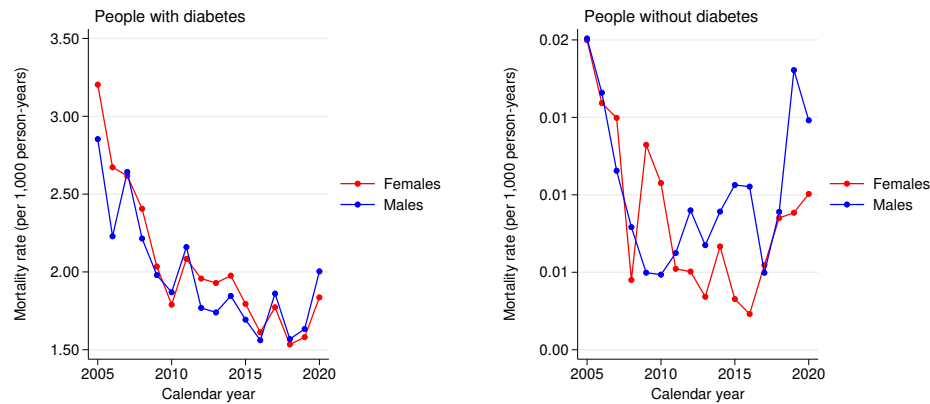 People with diabetes
3.50
3.00
2.50
2.00
1.50
Mortality rate (per 1,000 person-years)
2005 2010 2015 2020
Calendar year
Females
Males
People without diabetes
0.02
0.01
0.01
0.01
0.00
Mortality rate (per 1,000 person-years)
2005 2010 2015 2020
Calendar year
Females
Males